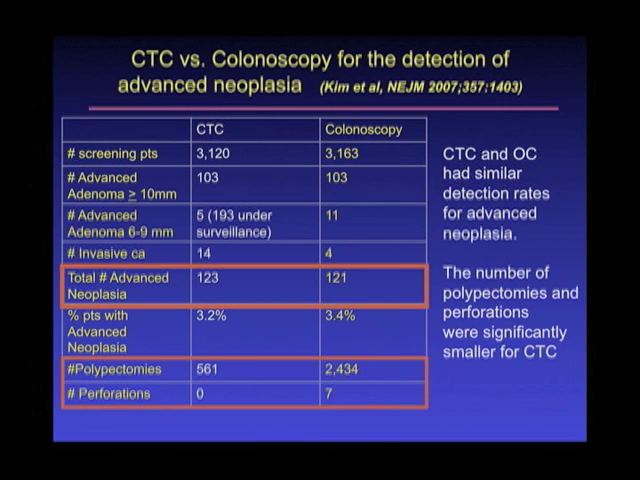 CTC vs. Colonoscopy for the detection of
advanced neoplasia (Kim et al, NEJM 2007;357:1403)
CTC Colonoscopy
# screening pts 3,120 3,163
# Advanced 103 103
Adenoma ≥ 10mm
# Advanced 5 (193 under 11
Adenoma 6-9 mm surveillance)
# Invasive ca 14 4
Total # Advanced 123 121
Neoplasia
% pts with 3.2% 3.4%
Advanced
Neoplasia
#Polypectomies 561 2,434
# Perforations 0 7
CTC and OC
had similar
detection rates
for advanced
neoplasia.
The number of
polypectomies and
perforations
were significantly
smaller for CTC